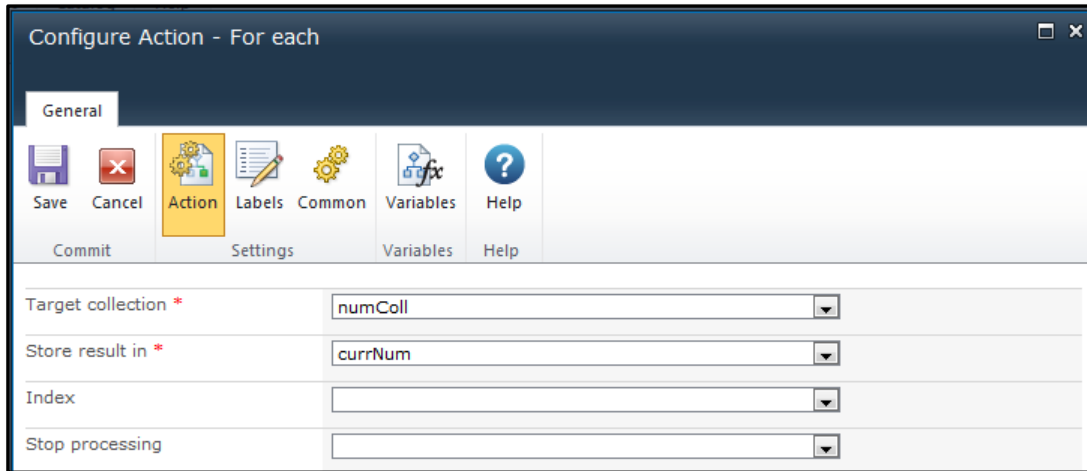 Configure Action - For each
General
Save Cancel Action Labels Common Variables Help
Commit Settings Variables Help
Target collection * numColl
Store result in * currNum
Index
Stop processing